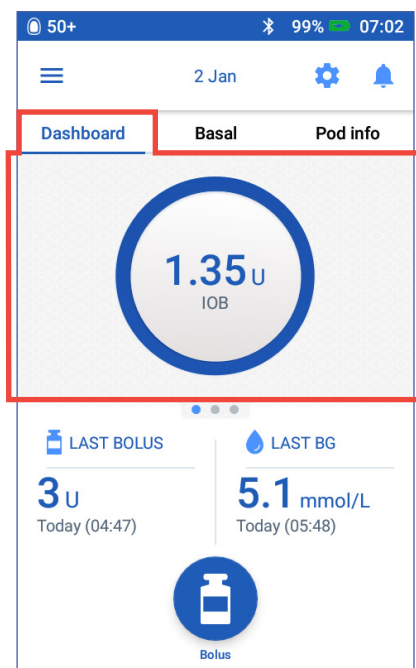 50+ 99% 07:02
2 Jan
Dashboard Basal Pod info
1.35 U
IOB
LAST BOLUS LAST BG
3 U 5.1 mmol/L
Today (04:47) Today (05:48)
Bolus